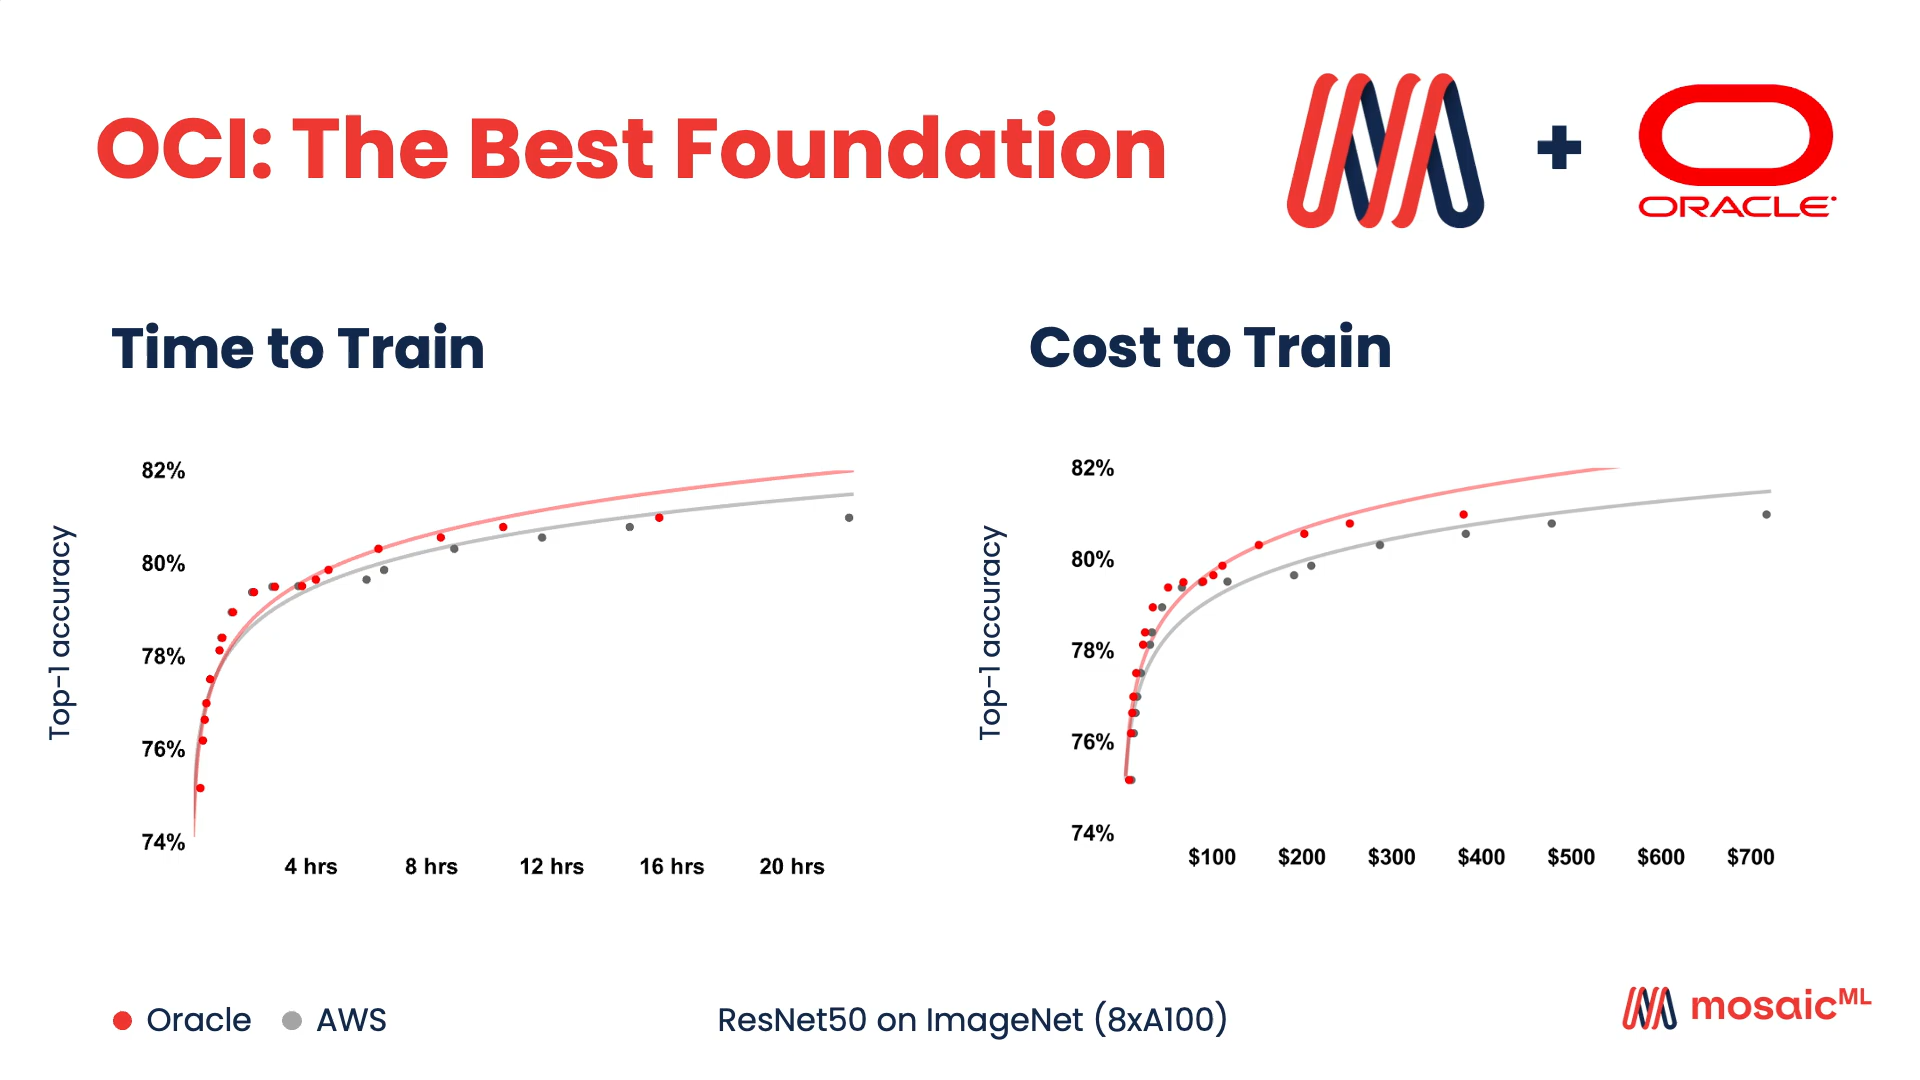 OCI: The Best Foundation
+
ORACLE
Time to Train
Top-1 accuracy
82%
80%
78%
76%
74%
4 hrs 8 hrs 12 hrs 16 hrs 20 hrs
Cost to Train
Top-1 accuracy
82%
80%
78%
76%
74%
$100 $200 $300 $400 $500 $600 $700
Oracle AWS
ResNet50 on ImageNet (8xA100)
mosaicML